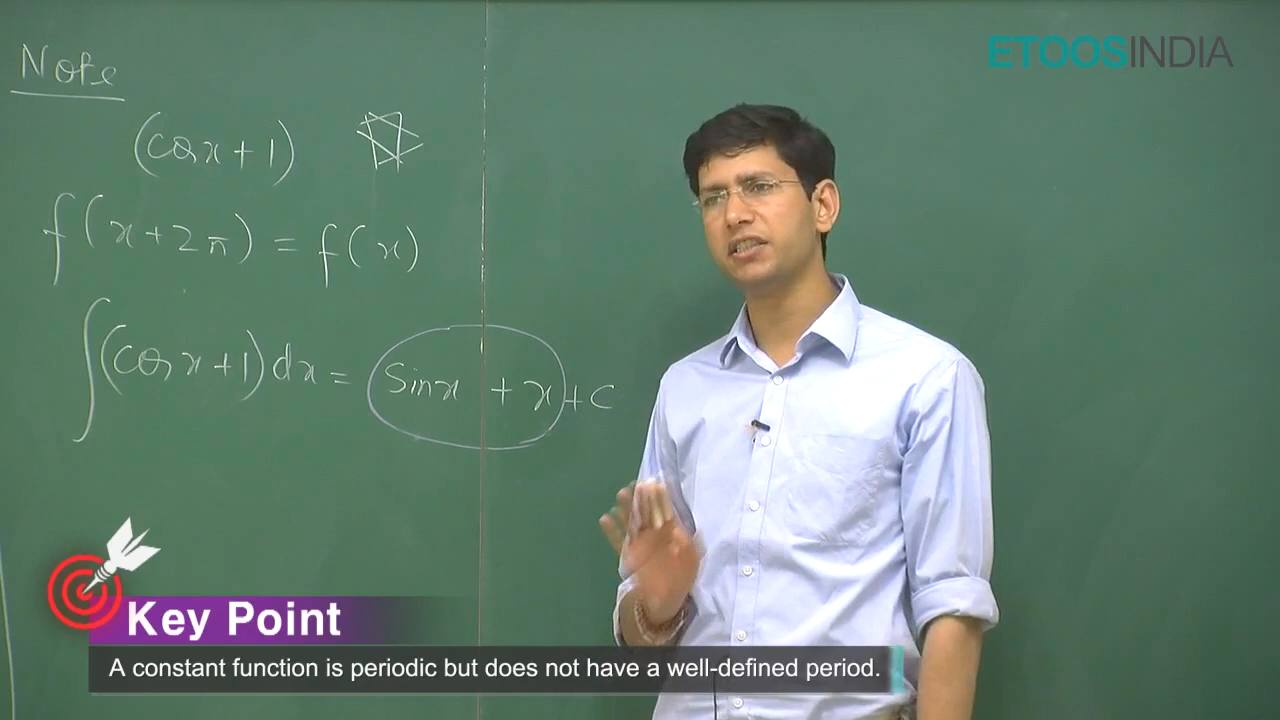 ETOOSINDIA
Note
(cosx + 1)
f(x + 2π) = f(x)
∫(cosx + 1)dx = sinx + x + c
Key Point
A constant function is periodic but does not have a well-defined period.